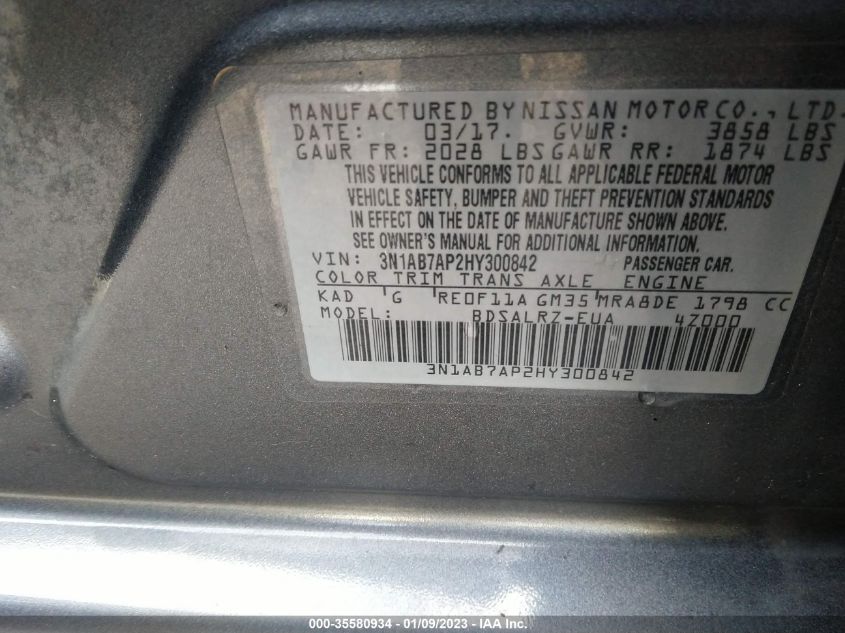 MANUFACTURED BY NISSAN MOTOR CO., LTD.
DATE: 03/17. GVWR: 3858 LBS
GAWR FR: 2028 LBS GAWR RR: 1874 LBS
THIS VEHICLE CONFORMS TO ALL APPLICABLE FEDERAL MOTOR
VEHICLE SAFETY, BUMPER AND THEFT PREVENTION STANDARDS
IN EFFECT ON THE DATE OF MANUFACTURE SHOWN ABOVE.
SEE OWNER'S MANUAL FOR ADDITIONAL INFORMATION.
VIN: 3N1AB7AP2HY300842 PASSENGER CAR.
COLOR TRIM TRANS AXLE ENGINE
KAD G RE0F11A GM35 MRA8DE 1798 CC
MODEL: BDSALRZ-EUA 4Z000
3N1AB7AP2HY300842
000-35580934 - 01/09/2023 - IAA Inc.